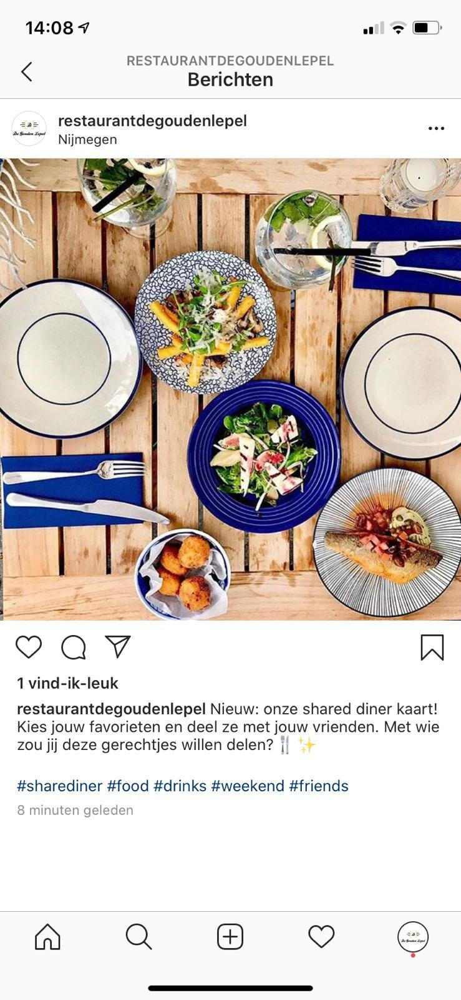 14:08
RESTAURANTDEGOUDENLEPEL
Berichten
D
De Gouden Lepel
restaurantdegoudenlepel
Nijmegen
1 vind-ik-leuk
restaurantdegoudenlepel Nieuw: onze shared diner kaart!
Kies jouw favorieten en deel ze met jouw vrienden. Met wie
zou jij deze gerechtjes willen delen? 🍴 ✨
#sharediner #food #drinks #weekend #friends
8 minuten geleden
D
De Gouden Lepel